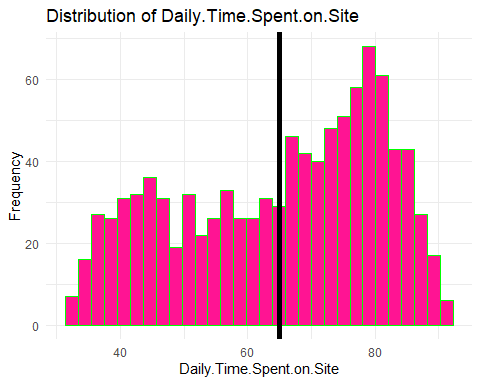 Distribution of Daily.Time.Spent.on.Site
Frequency
60
40
20
0
40 60 80
Daily.Time.Spent.on.Site